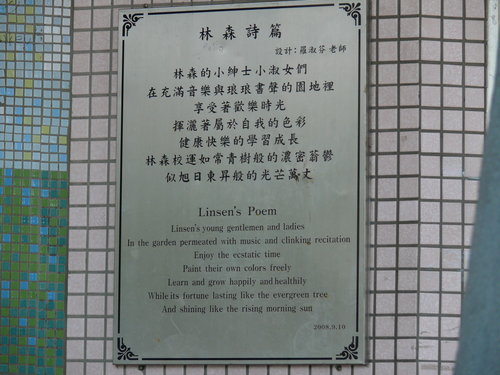 林森詩篇
設計：羅淑芬老師
林森的小紳士小淑女們
在充滿音樂與琅琅書聲的園地裡
享受著歡樂時光
揮灑著屬於自我的色彩
健康快樂的學習成長
林森校運如常青樹般的濃密蓊鬱
似旭日東昇般的光芒萬丈
Linsen's Poem
Linsen's young gentlemen and ladies
In the garden permeated with music and clinking recitation
Enjoy the ecstatic time
Paint their own colors freely
Learn and grow happily and healthily
While its fortune lasting like the evergreen tree
And shining like the rising morning sun
2008.9.10